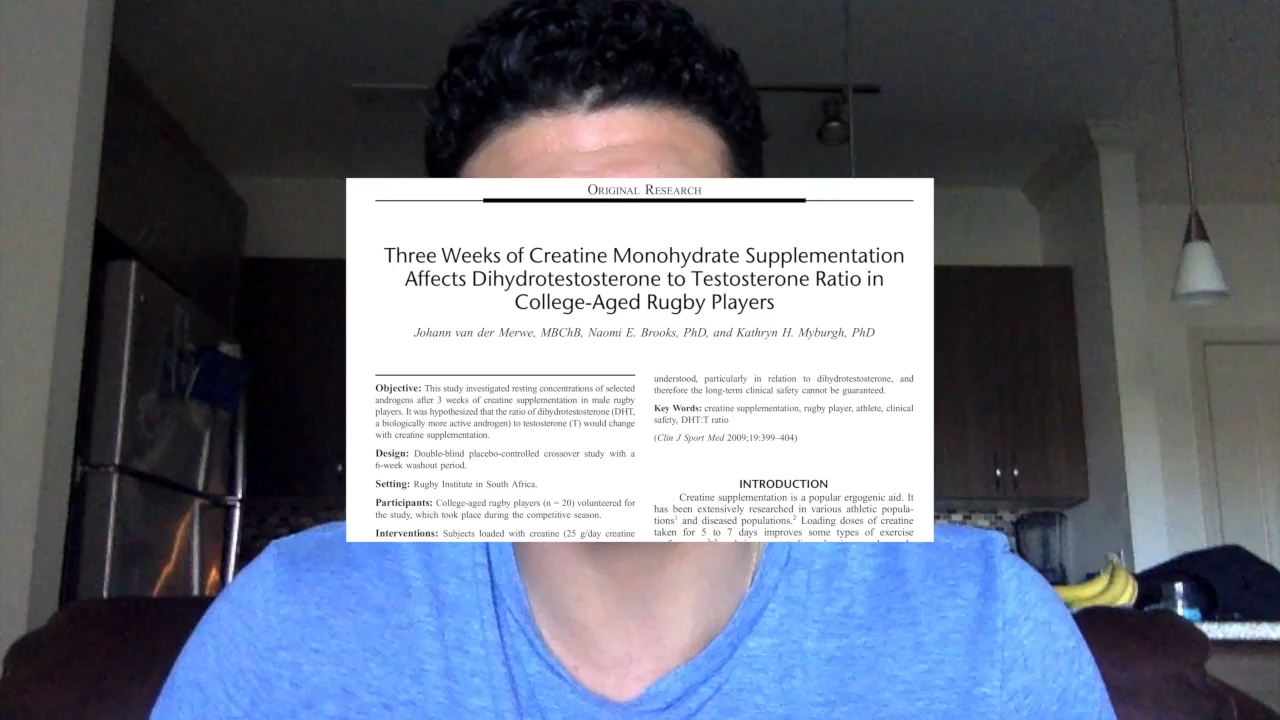 ORIGINAL RESEARCH
Three Weeks of Creatine Monohydrate Supplementation
Affects Dihydrotestosterone to Testosterone Ratio in
College-Aged Rugby Players
Johann van der Merwe, MBChB, Naomi E. Brooks, PhD, and Kathryn H. Myburgh, PhD
Objective: This study investigated resting concentrations of selected
androgens after 3 weeks of creatine supplementation in male rugby
players. It was hypothesized that the ratio of dihydrotestosterone (DHT,
a biologically more active androgen) to testosterone (T) would change
with creatine supplementation.
Design: Double-blind placebo-controlled crossover study with a
6-week washout period.
Setting: Rugby Institute in South Africa.
Participants: College-aged rugby players (n = 20) volunteered for
the study, which took place during the competitive season.
Interventions: Subjects loaded with creatine (25 g/day creatine
understood, particularly in relation to dihydrotestosterone, and
therefore the long-term clinical safety cannot be guaranteed.
Key Words: creatine supplementation, rugby player, athlete, clinical
safety, DHT:T ratio
(Clin J Sport Med 2009;19:399–404)
INTRODUCTION
Creatine supplementation is a popular ergogenic aid. It
has been extensively researched in various athletic popula-
tions1 and diseased populations.2 Loading doses of creatine
taken for 5 to 7 days improves some types of exercise